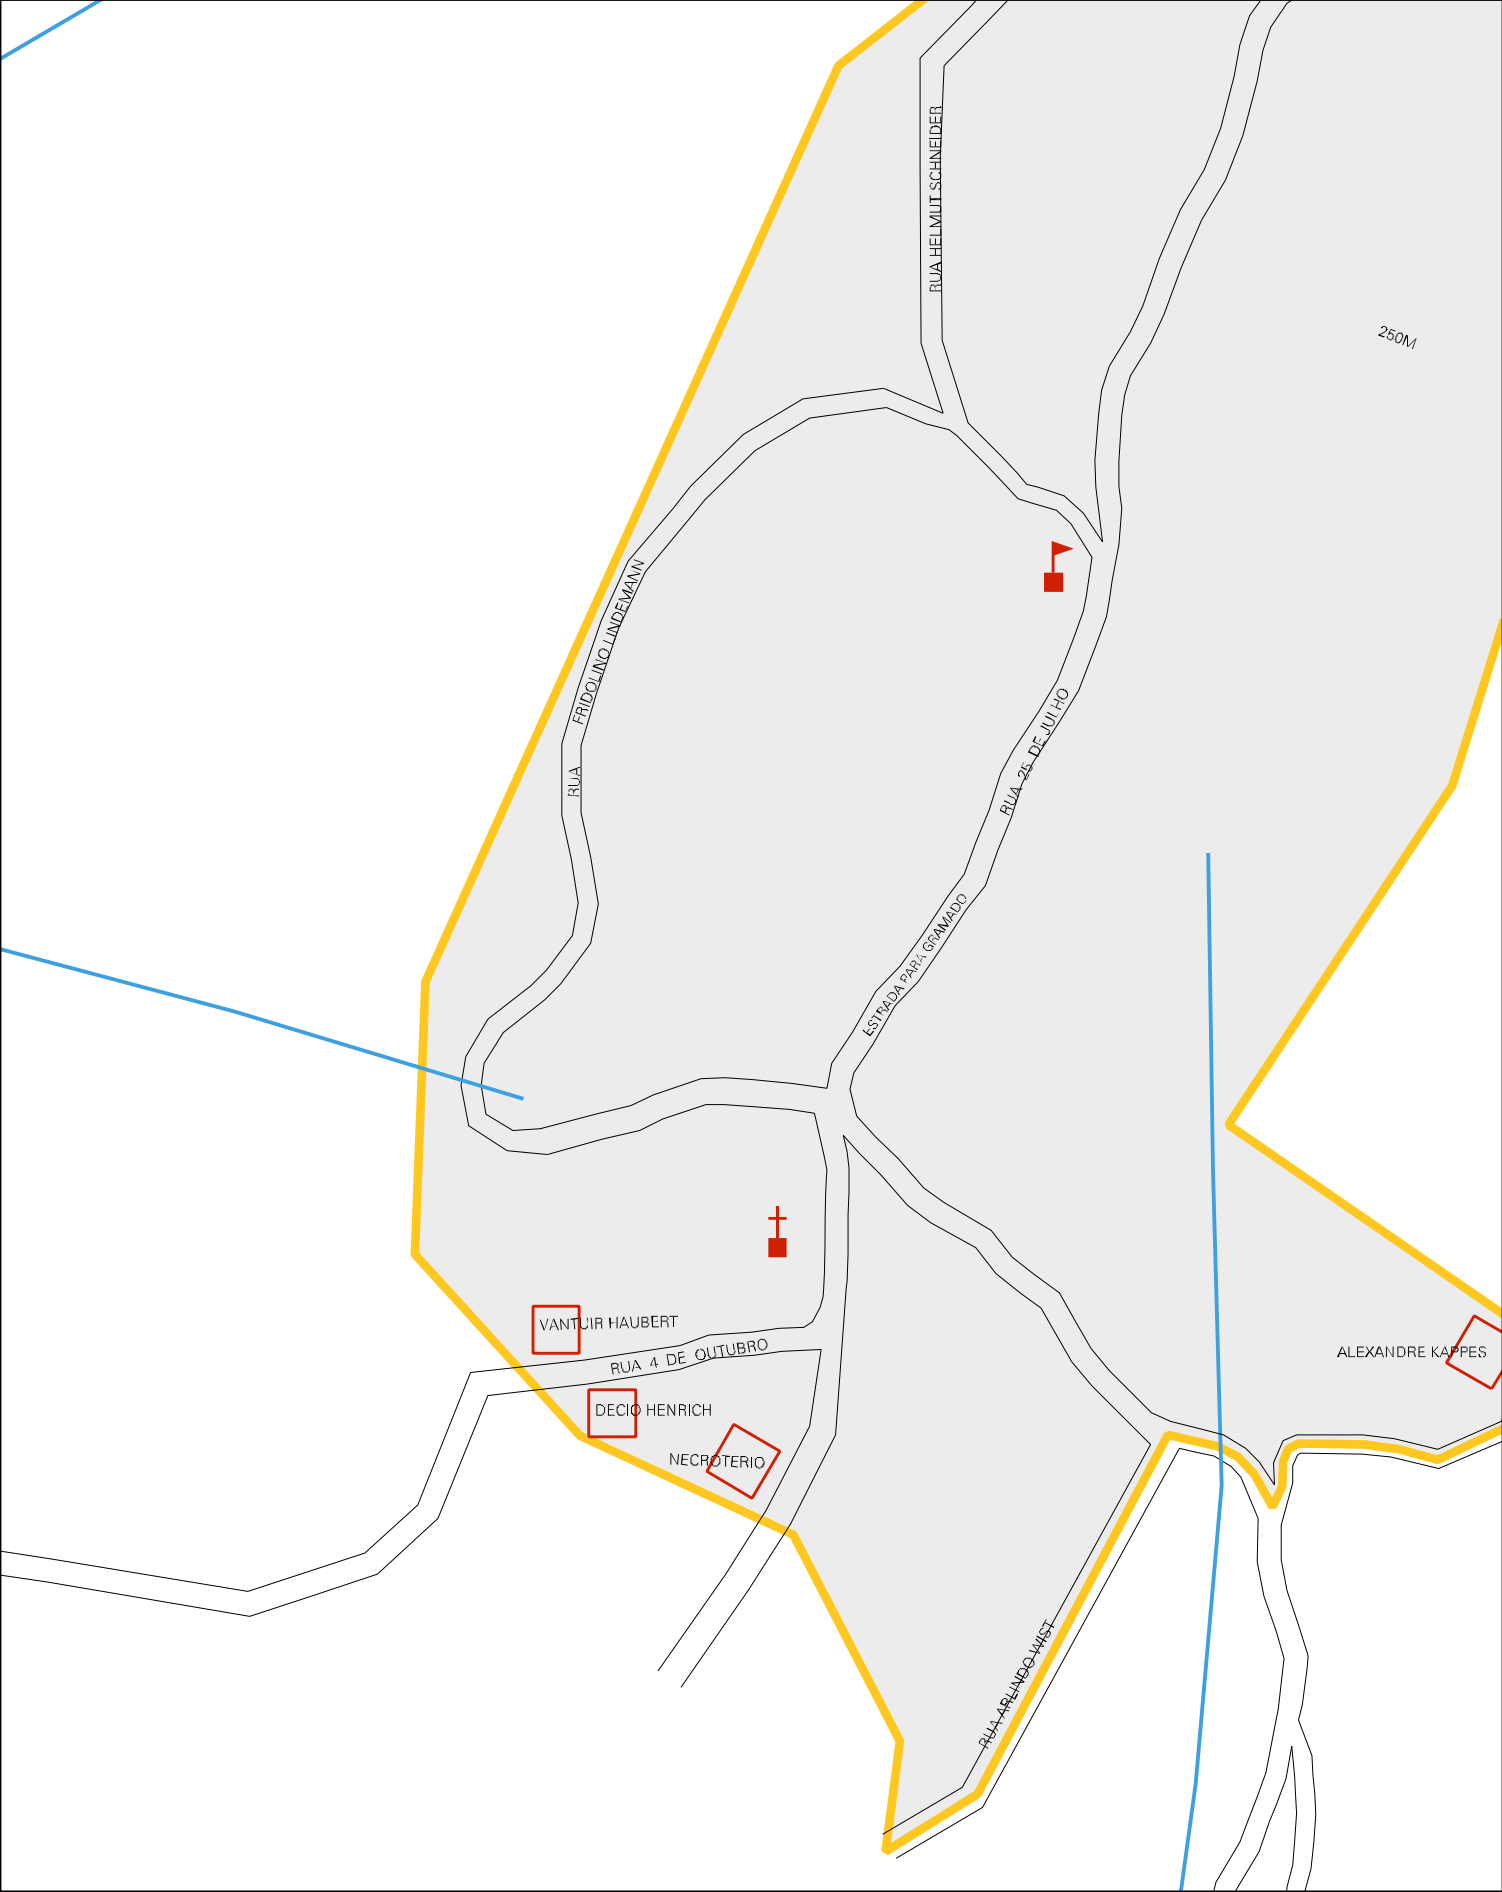 RUA HELMUT SCHNEIDER
250M
RUA FRIDOLINO LINDEMANN
RUA 25 DE JULHO
ESTRADA PARA GRAMADO
VANTUIR HAUBERT
RUA 4 DE OUTUBRO
ALEXANDRE KAPPES
DECIO HENRICH
NECROTERIO
RUA ARLINDO WIST